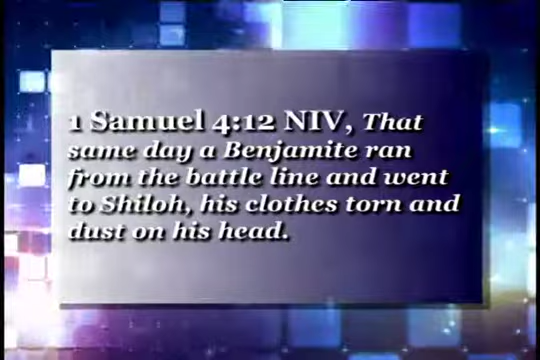 1 Samuel 4:12 NIV, That
same day a Benjamite ran
from the battle line and went
to Shiloh, his clothes torn and
dust on his head.